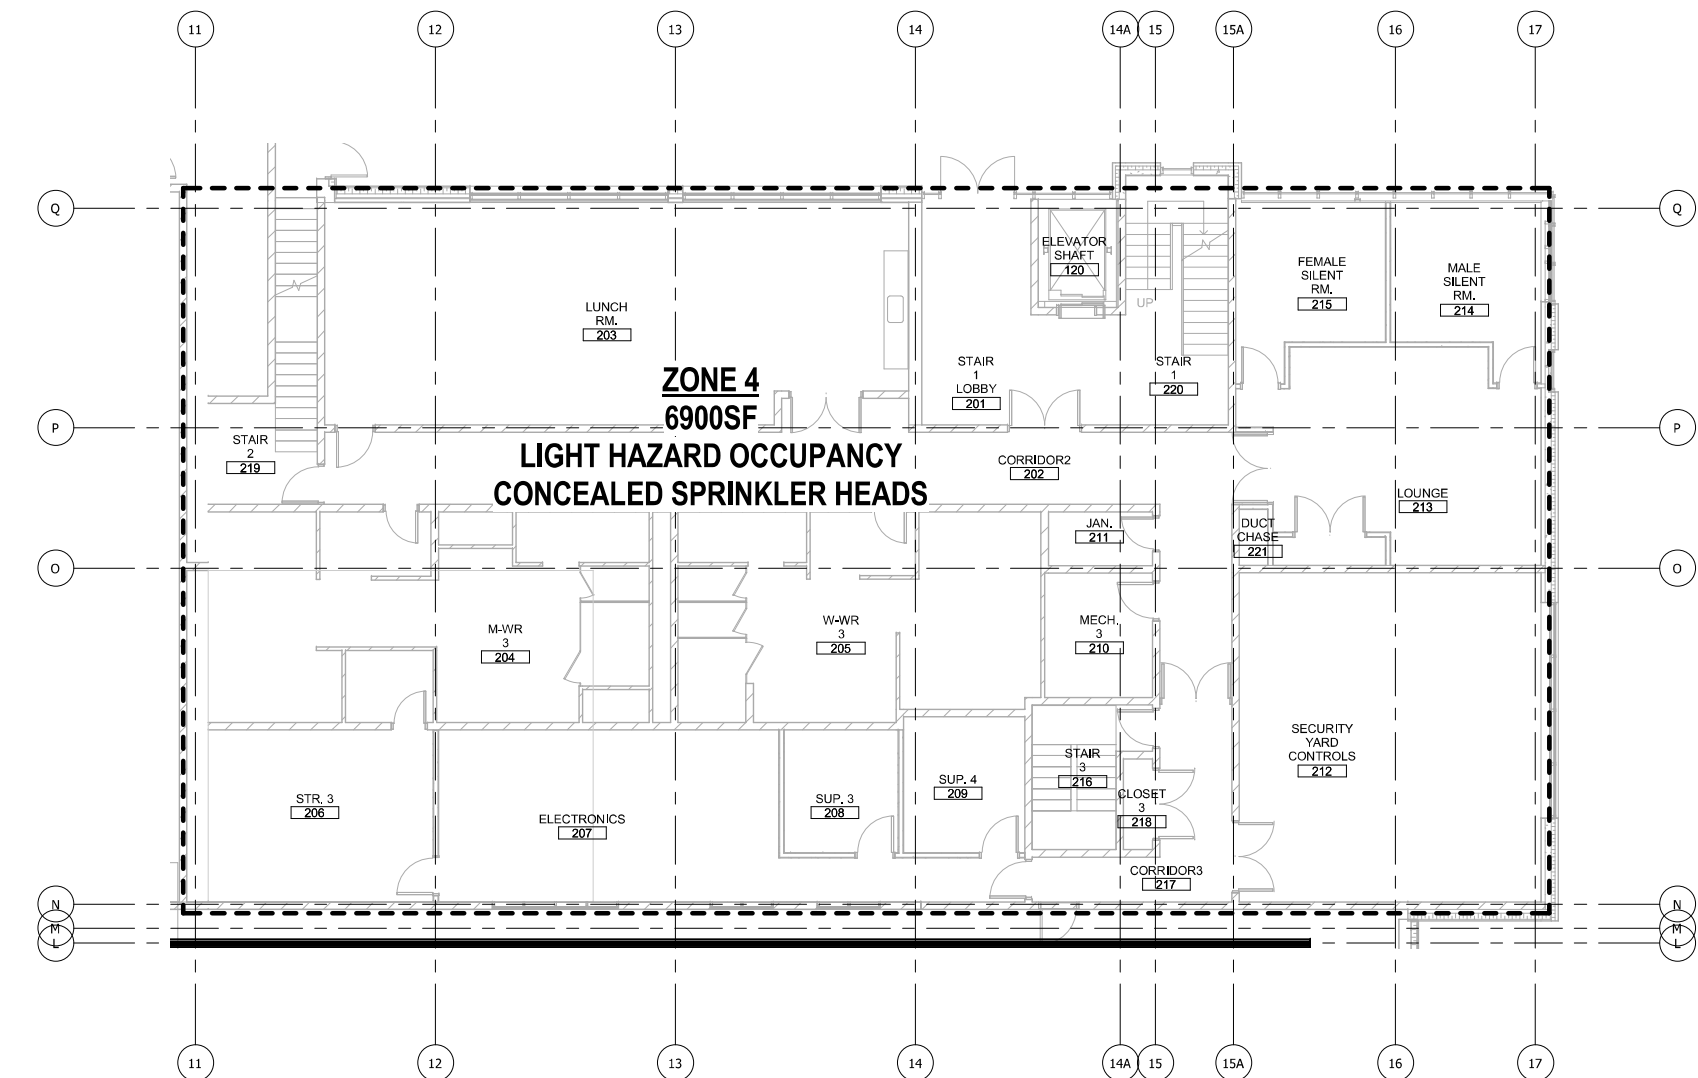 11 12 13 14 14A 15 15A 16 17
Q Q
ELEVATOR
SHAFT
120
UP
FEMALE
SILENT
RM.
215
MALE
SILENT
RM.
214
LUNCH
RM.
203
STAIR
1
LOBBY
201
STAIR
1
220
ZONE 4
6900SF
LIGHT HAZARD OCCUPANCY
CONCEALED SPRINKLER HEADS
P P
STAIR
2
219
CORRIDOR2
202
LOUNGE
213
JAN.
211
DUCT
CHASE
221
O O
M-WR
3
204
W-WR
3
205
MECH.
3
210
SECURITY
YARD
CONTROLS
212
STAIR
3
216
STR. 3
206
ELECTRONICS
207
SUP. 3
208
SUP. 4
209
CLOSET
3
218
CORRIDOR3
217
N N
M M
L L
11 12 13 14 14A 15 15A 16 17